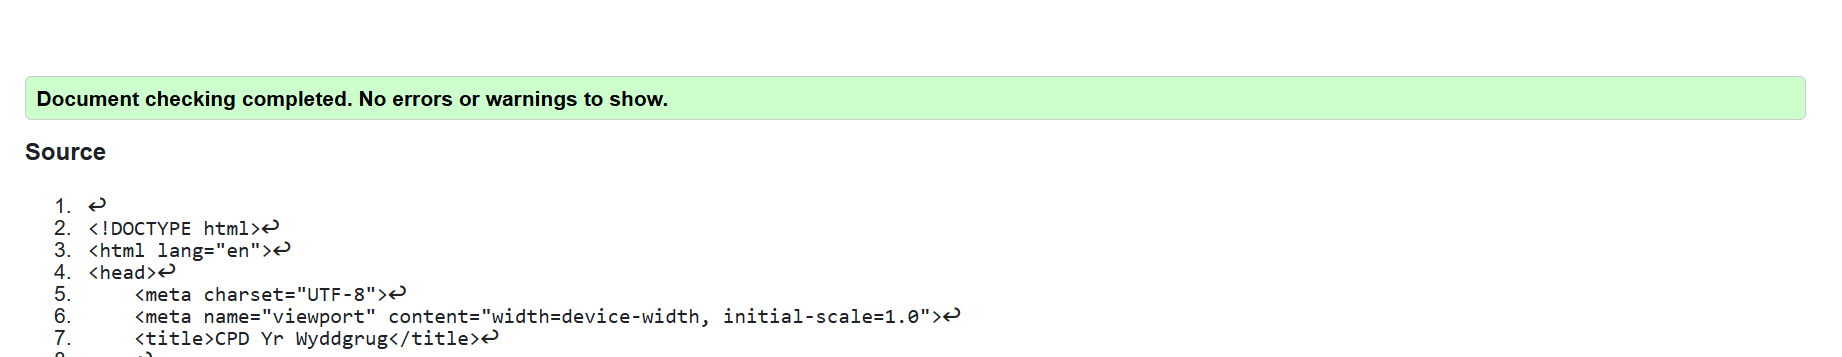 Document checking completed. No errors or warnings to show.
Source
1. ↩
2. <!DOCTYPE html>↩
3. <html lang="en">↩
4. <head>↩
5.     <meta charset="UTF-8">↩
6.     <meta name="viewport" content="width=device-width, initial-scale=1.0">↩
7.     <title>CPD Yr Wyddgrug</title>↩